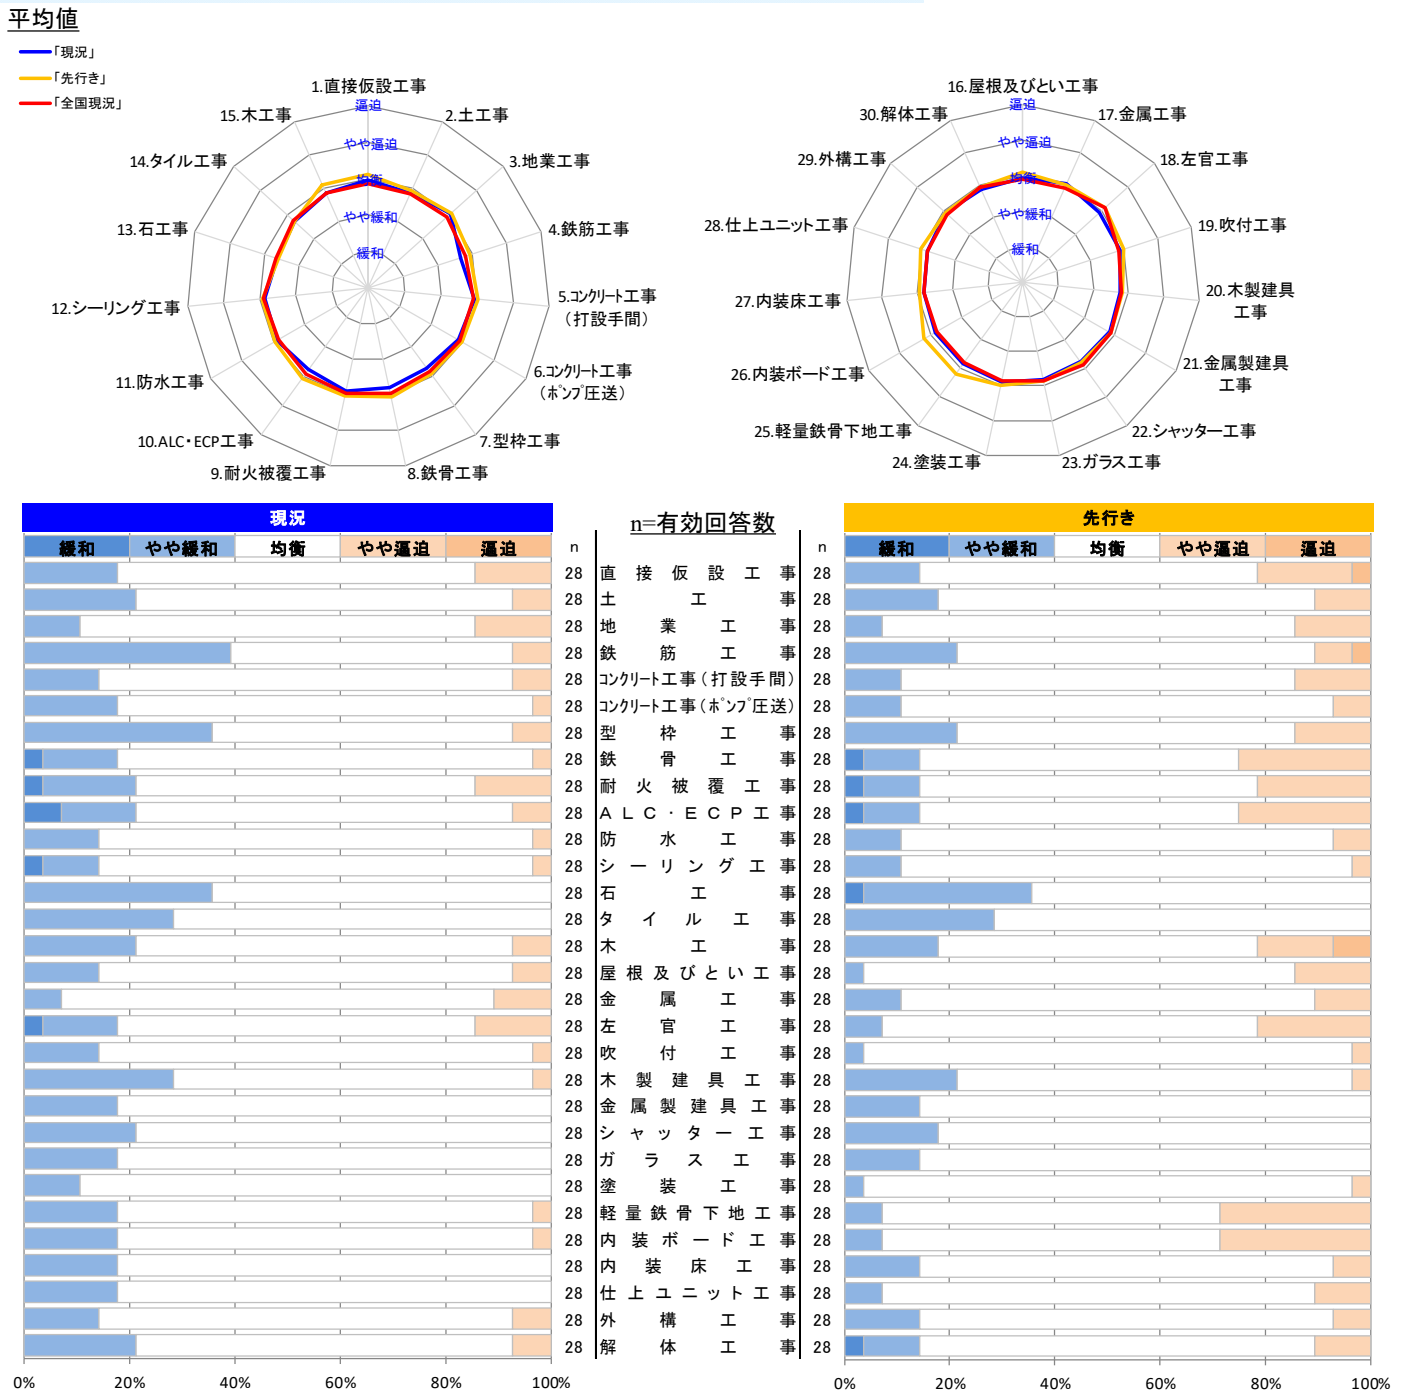 平均値
「現況」
「先行き」
「全国現況」
1.直接仮設工事
2.土工事
3.地業工事
4.鉄筋工事
5.コンクリート工事
(打設手間)
6.コンクリート工事
(ポンプ圧送)
7.型枠工事
8.鉄骨工事
9.耐火被覆工事
10.ALC・ECP工事
11.防水工事
12.シーリング工事
13.石工事
14.タイル工事
15.木工事
逼迫
やや逼迫
均衡
やや緩和
緩和
16.屋根及びとい工事
17.金属工事
18.左官工事
19.吹付工事
20.木製建具
工事
21.金属製建具
工事
22.シャッター工事
23.ガラス工事
24.塗装工事
25.軽量鉄骨下地工事
26.内装ボード工事
27.内装床工事
28.仕上ユニット工事
29.外構工事
30.解体工事
逼迫
やや逼迫
均衡
やや緩和
緩和
現況 n=有効回答数 先行き
緩和 やや緩和 均衡 やや逼迫 逼迫 n n 緩和 やや緩和 均衡 やや逼迫 逼迫
28 直接仮設工事 28
28 土工事 28
28 地業工事 28
28 鉄筋工事 28
28 コンクリート工事(打設手間) 28
28 コンクリート工事(ポンプ圧送) 28
28 型枠工事 28
28 鉄骨工事 28
28 耐火被覆工事 28
28 ALC・ECP工事 28
28 防水工事 28
28 シーリング工事 28
28 石工事 28
28 タイル工事 28
28 木工事 28
28 屋根及びとい工事 28
28 金属工事 28
28 左官工事 28
28 吹付工事 28
28 木製建具工事 28
28 金属製建具工事 28
28 シャッター工事 28
28 ガラス工事 28
28 塗装工事 28
28 軽量鉄骨下地工事 28
28 内装ボード工事 28
28 内装床工事 28
28 仕上ユニット工事 28
28 外構工事 28
28 解体工事 28
0% 20% 40% 60% 80% 100% 0% 20% 40% 60% 80% 100%